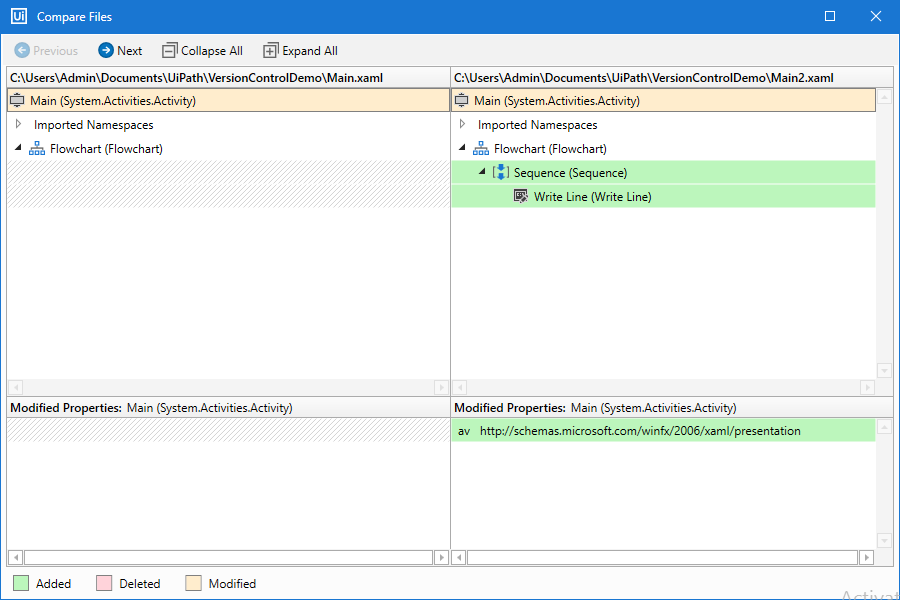 Ui Compare Files
Previous Next Collapse All Expand All
C:\Users\Admin\Documents\UiPath\VersionControlDemo\Main.xaml
Main (System.Activities.Activity)
Imported Namespaces
Flowchart (Flowchart)
C:\Users\Admin\Documents\UiPath\VersionControlDemo\Main2.xaml
Main (System.Activities.Activity)
Imported Namespaces
Flowchart (Flowchart)
Sequence (Sequence)
Write Line (Write Line)
Modified Properties: Main (System.Activities.Activity)
Modified Properties: Main (System.Activities.Activity)
av http://schemas.microsoft.com/winfx/2006/xaml/presentation
Added Deleted Modified